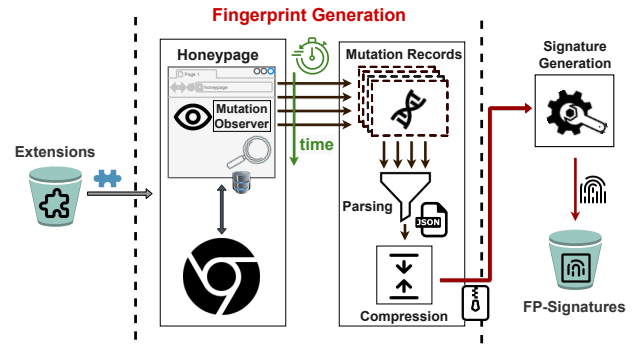 Fingerprint Generation
Honeypage
Page 1
honeypage
Mutation
Observer
time
Mutation Records
Parsing
JSON
Compression
Extensions
Signature
Generation
FP-Signatures